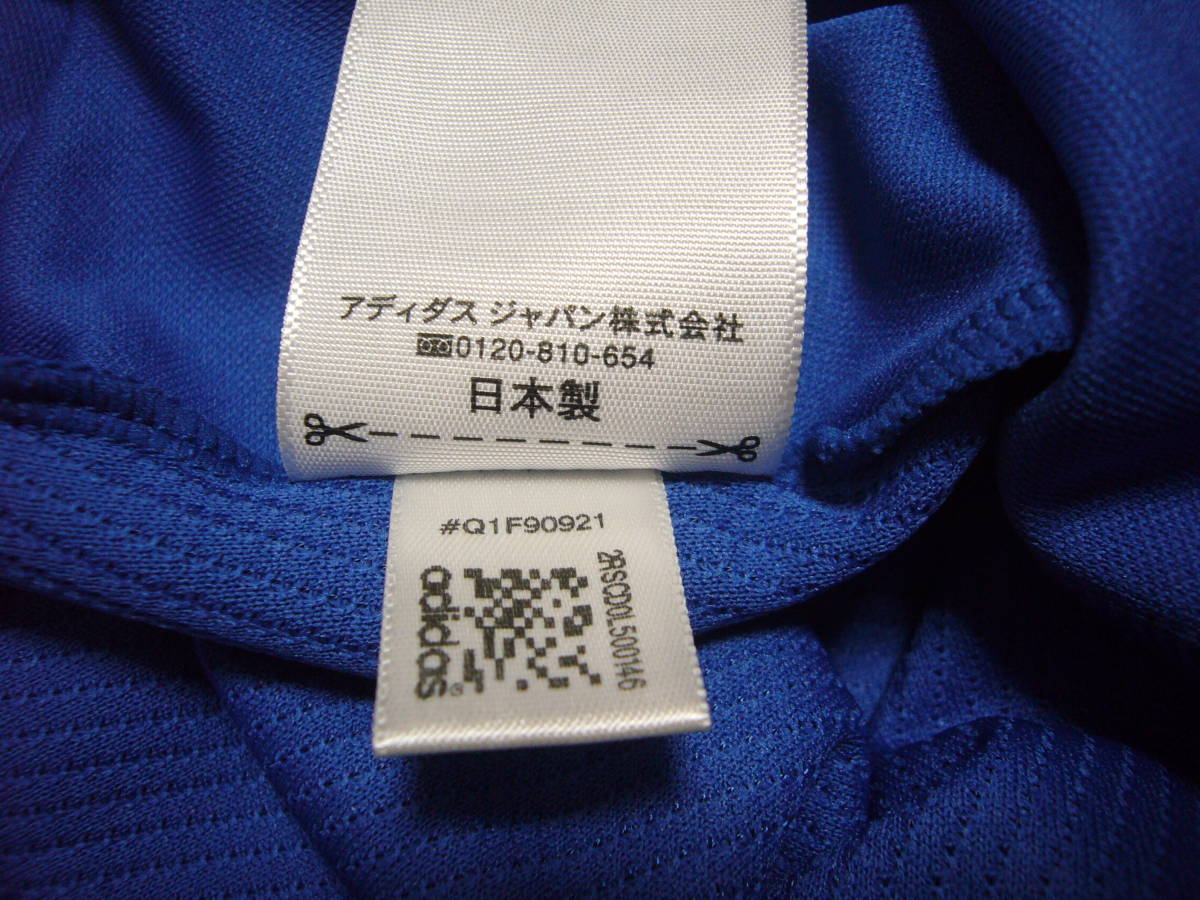 アディダス ジャパン株式会社
0120-810-654
日本製
#Q1F90921
adidas®
2RSCD0L500146